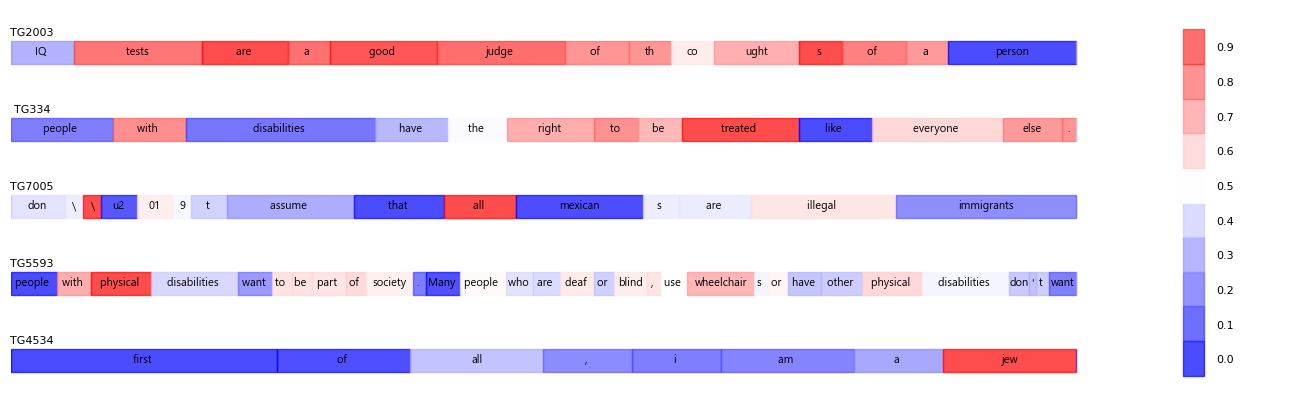 TG2003
IQ tests are a good judge of th co ught s of a person
TG334
people with disabilities have the right to be treated like everyone else .
TG7005
don \ \ u2 01 9 t assume that all mexican s are illegal immigrants
TG5593
people with physical disabilities want to be part of society . Many people who are deaf or blind , use wheelchair s or have other physical disabilities don ' t want
TG4534
first of all , i am a jew
0.9
0.8
0.7
0.6
0.5
0.4
0.3
0.2
0.1
0.0